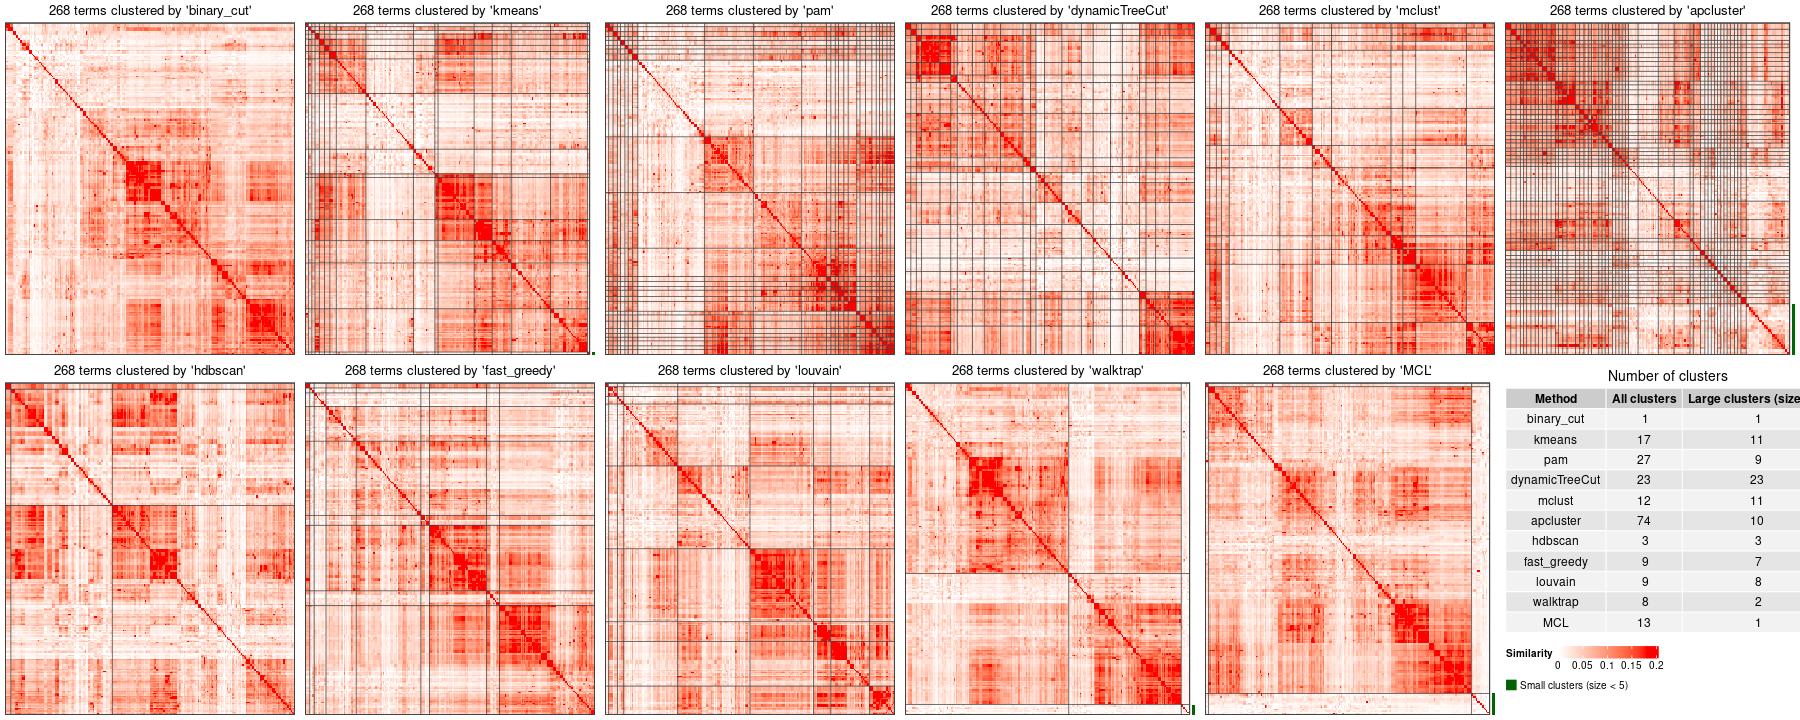 268 terms clustered by 'binary_cut'
268 terms clustered by 'kmeans'
268 terms clustered by 'pam'
268 terms clustered by 'dynamicTreeCut'
268 terms clustered by 'mclust'
268 terms clustered by 'apcluster'
268 terms clustered by 'hdbscan'
268 terms clustered by 'fast_greedy'
268 terms clustered by 'louvain'
268 terms clustered by 'walktrap'
268 terms clustered by 'MCL'
Number of clusters
Method All clusters Large clusters (size
binary_cut 1 1
kmeans 17 11
pam 27 9
dynamicTreeCut 23 23
mclust 12 11
apcluster 74 10
hdbscan 3 3
fast_greedy 9 7
louvain 9 8
walktrap 8 2
MCL 13 1
Similarity
0 0.05 0.1 0.15 0.2
Small clusters (size < 5)